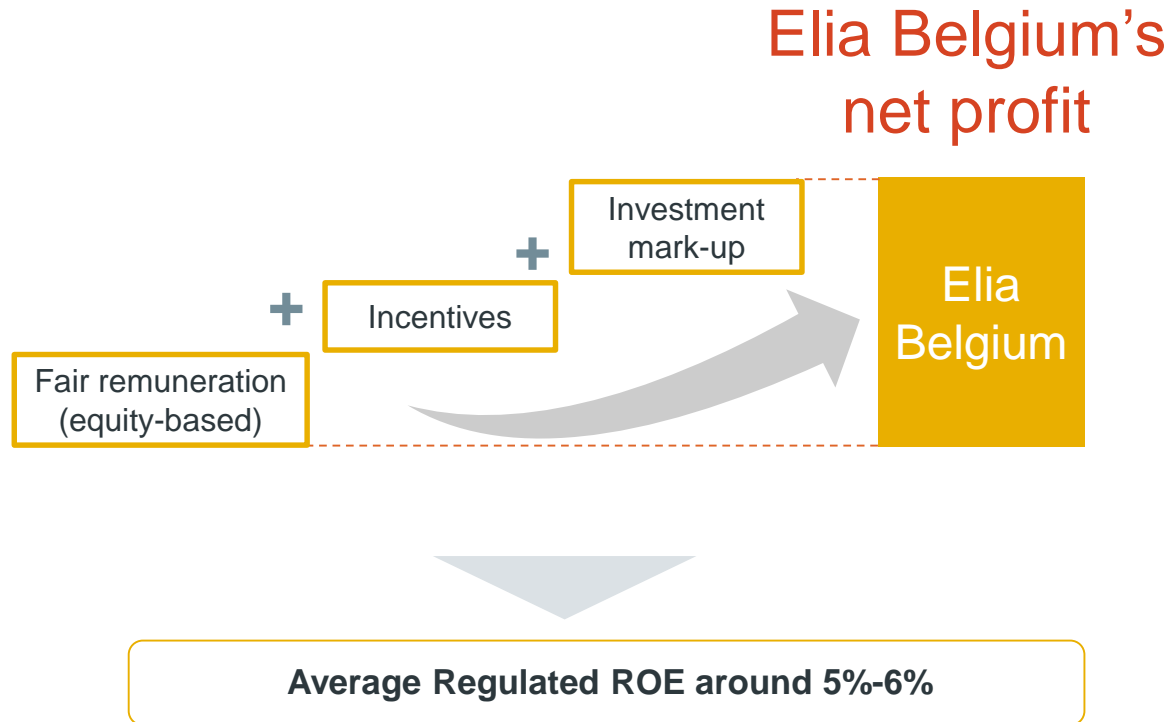 Elia Belgium’s
net profit
Investment
mark-up
+
Incentives
+
Fair remuneration
(equity-based)
Elia
Belgium
Average Regulated ROE around 5%-6%